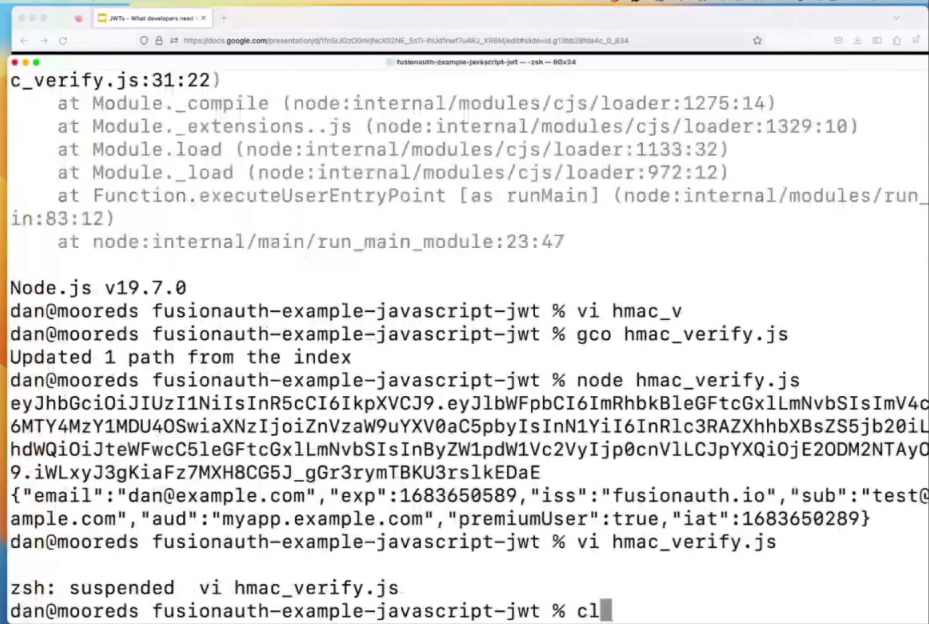 JWTs - What developers need
https://docs.google.com/presentation/d/1fnSrJGzO0nVjNcX02NE_SdTi-ihUd1nwf7u4RJ_XR6M/edit#slide=id.g13bb28fda4c_0_834
fusionauth-example-javascript-jwt — -zsh — 80x24
c_verify.js:31:22)
at Module._compile (node:internal/modules/cjs/loader:1275:14)
at Module._extensions..js (node:internal/modules/cjs/loader:1329:10)
at Module.load (node:internal/modules/cjs/loader:1133:32)
at Module._load (node:internal/modules/cjs/loader:972:12)
at Function.executeUserEntryPoint [as runMain] (node:internal/modules/run_
in:83:12)
at node:internal/main/run_main_module:23:47
Node.js v19.7.0
dan@mooreds fusionauth-example-javascript-jwt % vi hmac_v
dan@mooreds fusionauth-example-javascript-jwt % gco hmac_verify.js
Updated 1 path from the index
dan@mooreds fusionauth-example-javascript-jwt % node hmac_verify.js
eyJhbGciOiJIUzI1NiIsInR5cCI6IkpXVCJ9.eyJlbWFpbCI6ImRhbkBleGFtcGxlLmNvbSIsImV4c
6MTY4MzY1MDU4OSwiaXNzIjoiZnVzaW9uYXV0aC5pbyIsInN1YiI6InRlc3RAZXhhbXBsZS5jb20iL
hdWQiOiJteWFwcC5leGFtcGxlLmNvbSIsInByZW1pdW1Vc2VyIjp0cnVlLCJpYXQiOjE2ODM2NTAyO
9.iWLxyJ3gKiaFz7MXH8CG5J_gGr3rymTBKU3rslkEDaE
{"email":"dan@example.com","exp":1683650589,"iss":"fusionauth.io","sub":"test@
ample.com","aud":"myapp.example.com","premiumUser":true,"iat":1683650289}
dan@mooreds fusionauth-example-javascript-jwt % vi hmac_verify.js
zsh: suspended  vi hmac_verify.js
dan@mooreds fusionauth-example-javascript-jwt % cl